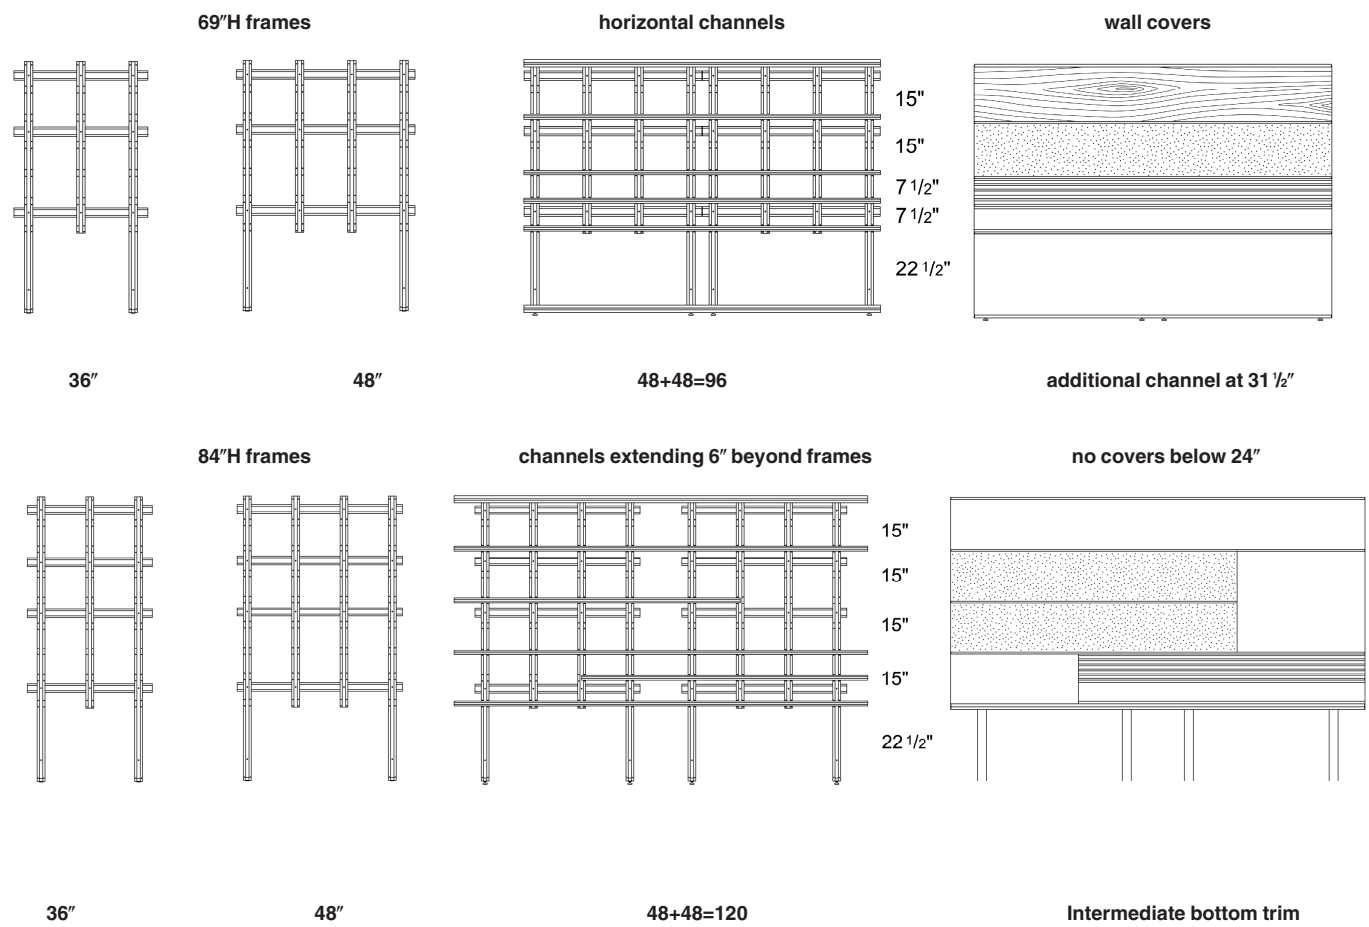 69″H frames
horizontal channels
wall covers
15"
15"
7 1/2"
7 1/2"
22 1/2"
36″
48″
48+48=96
additional channel at 31 ½″
84″H frames
channels extending 6″ beyond frames
no covers below 24″
15"
15"
15"
15"
22 1/2"
36″
48″
48+48=120
Intermediate bottom trim